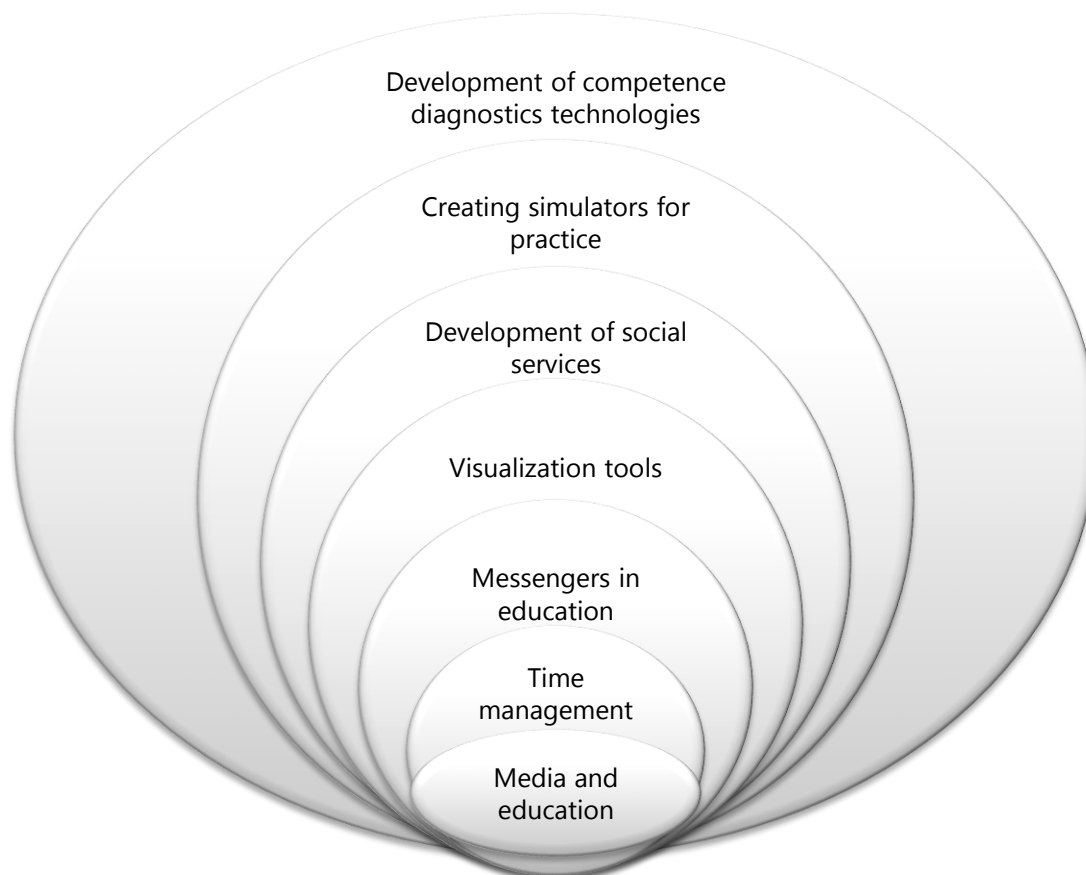 Development of competence
diagnostics technologies
Creating simulators for
practice
Development of social
services
Visualization tools
Messengers in
education
Time
management
Media and
education